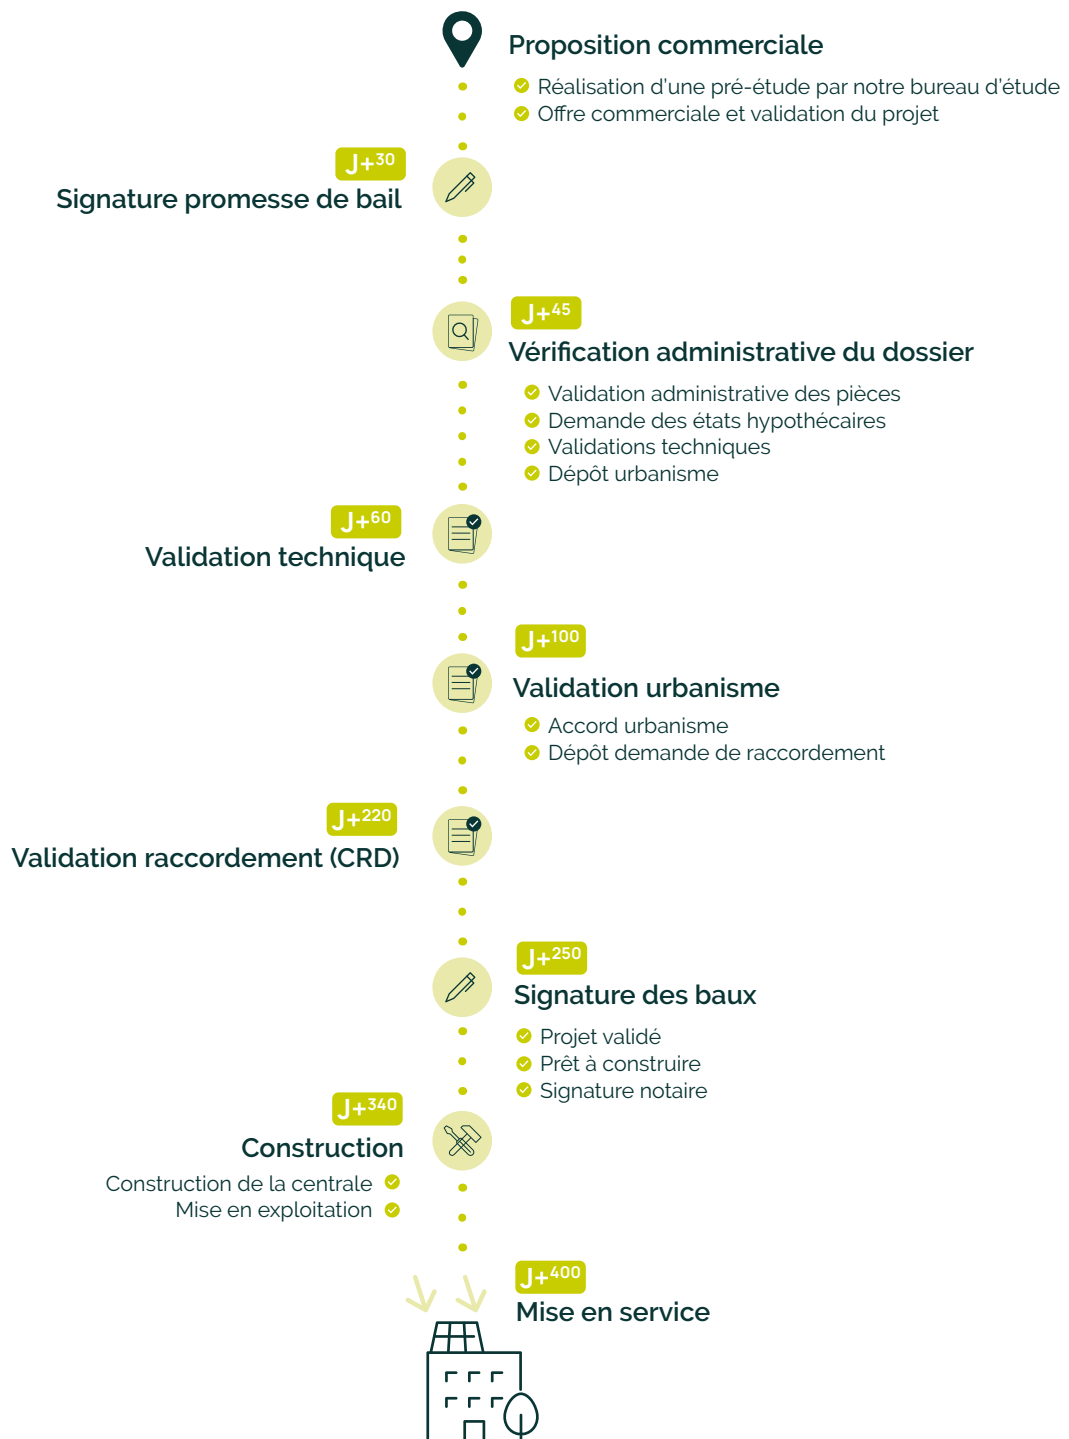 Proposition commerciale
Réalisation d'une pré-étude par notre bureau d'étude
Offre commerciale et validation du projet
J+30
Signature promesse de bail
J+45
Vérification administrative du dossier
Validation administrative des pièces
Demande des états hypothécaires
Validations techniques
Dépôt urbanisme
J+60
Validation technique
J+100
Validation urbanisme
Accord urbanisme
Dépôt demande de raccordement
J+220
Validation raccordement (CRD)
J+250
Signature des baux
Projet validé
Prêt à construire
Signature notaire
J+340
Construction
Construction de la centrale
Mise en exploitation
J+400
Mise en service